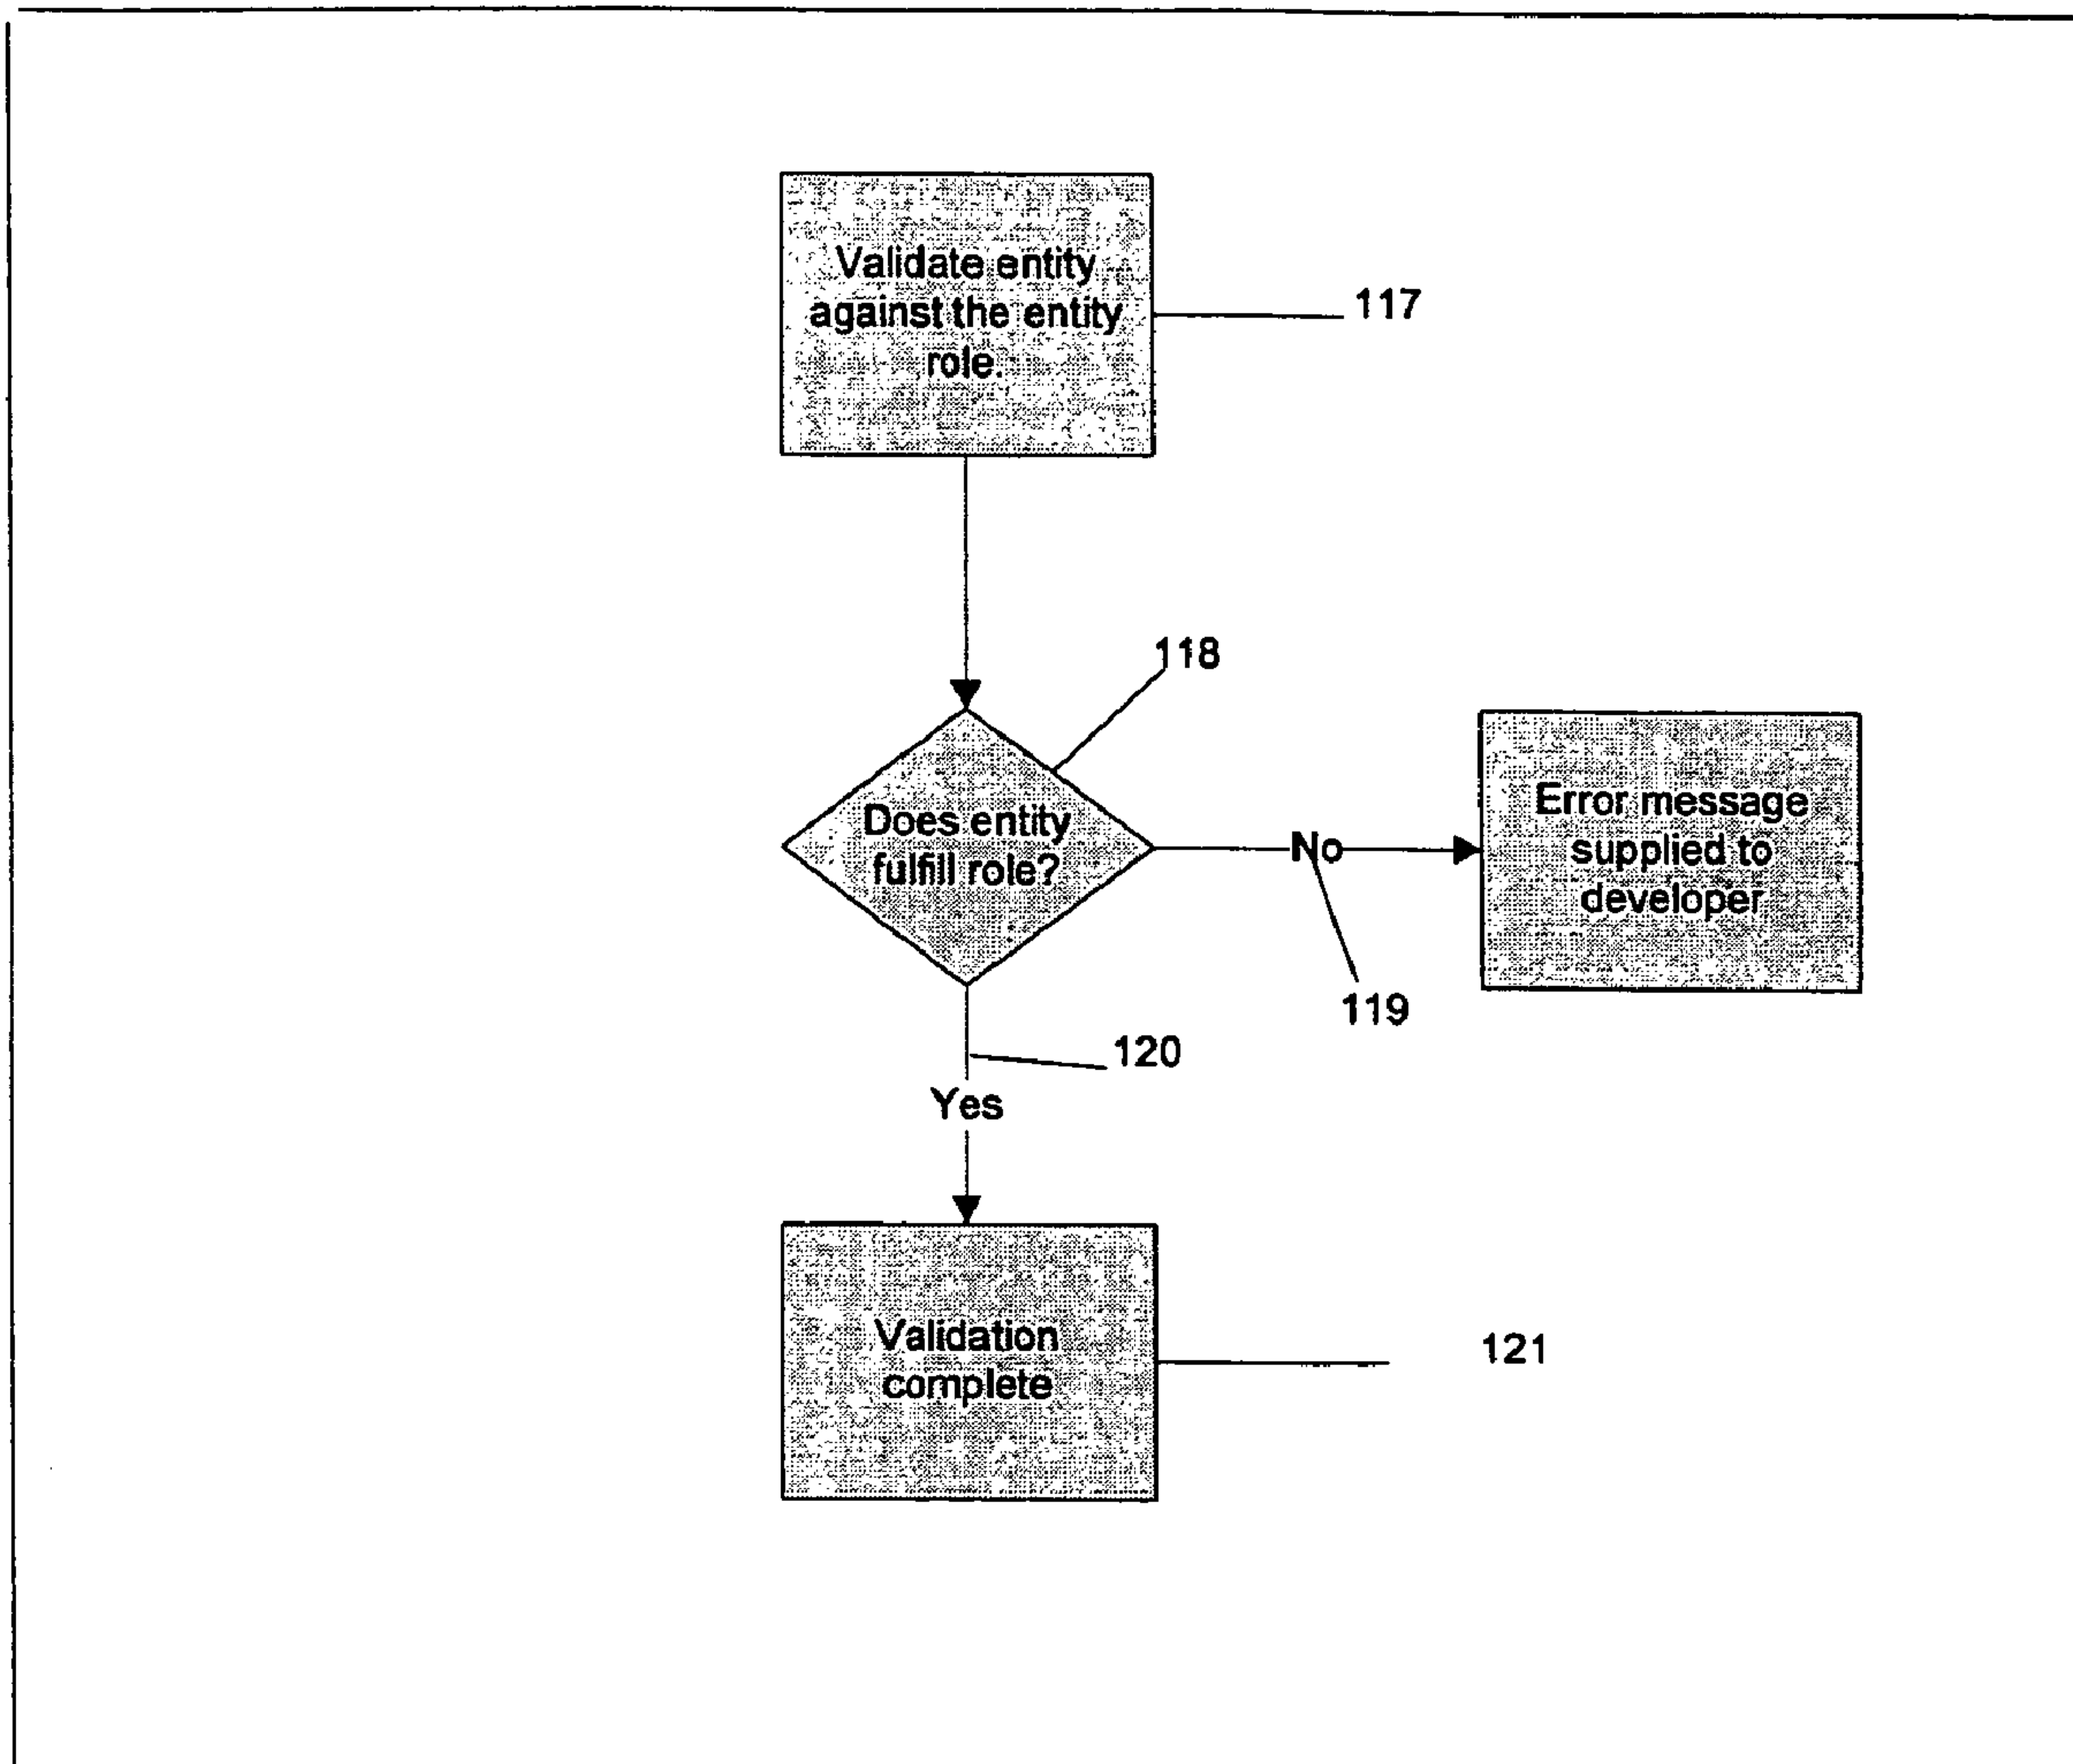 Validate entity
against the entity
role.
117
118
Does entity
fulfill role?
No
Error message
supplied to
developer
119
120
Yes
Validation
complete
121